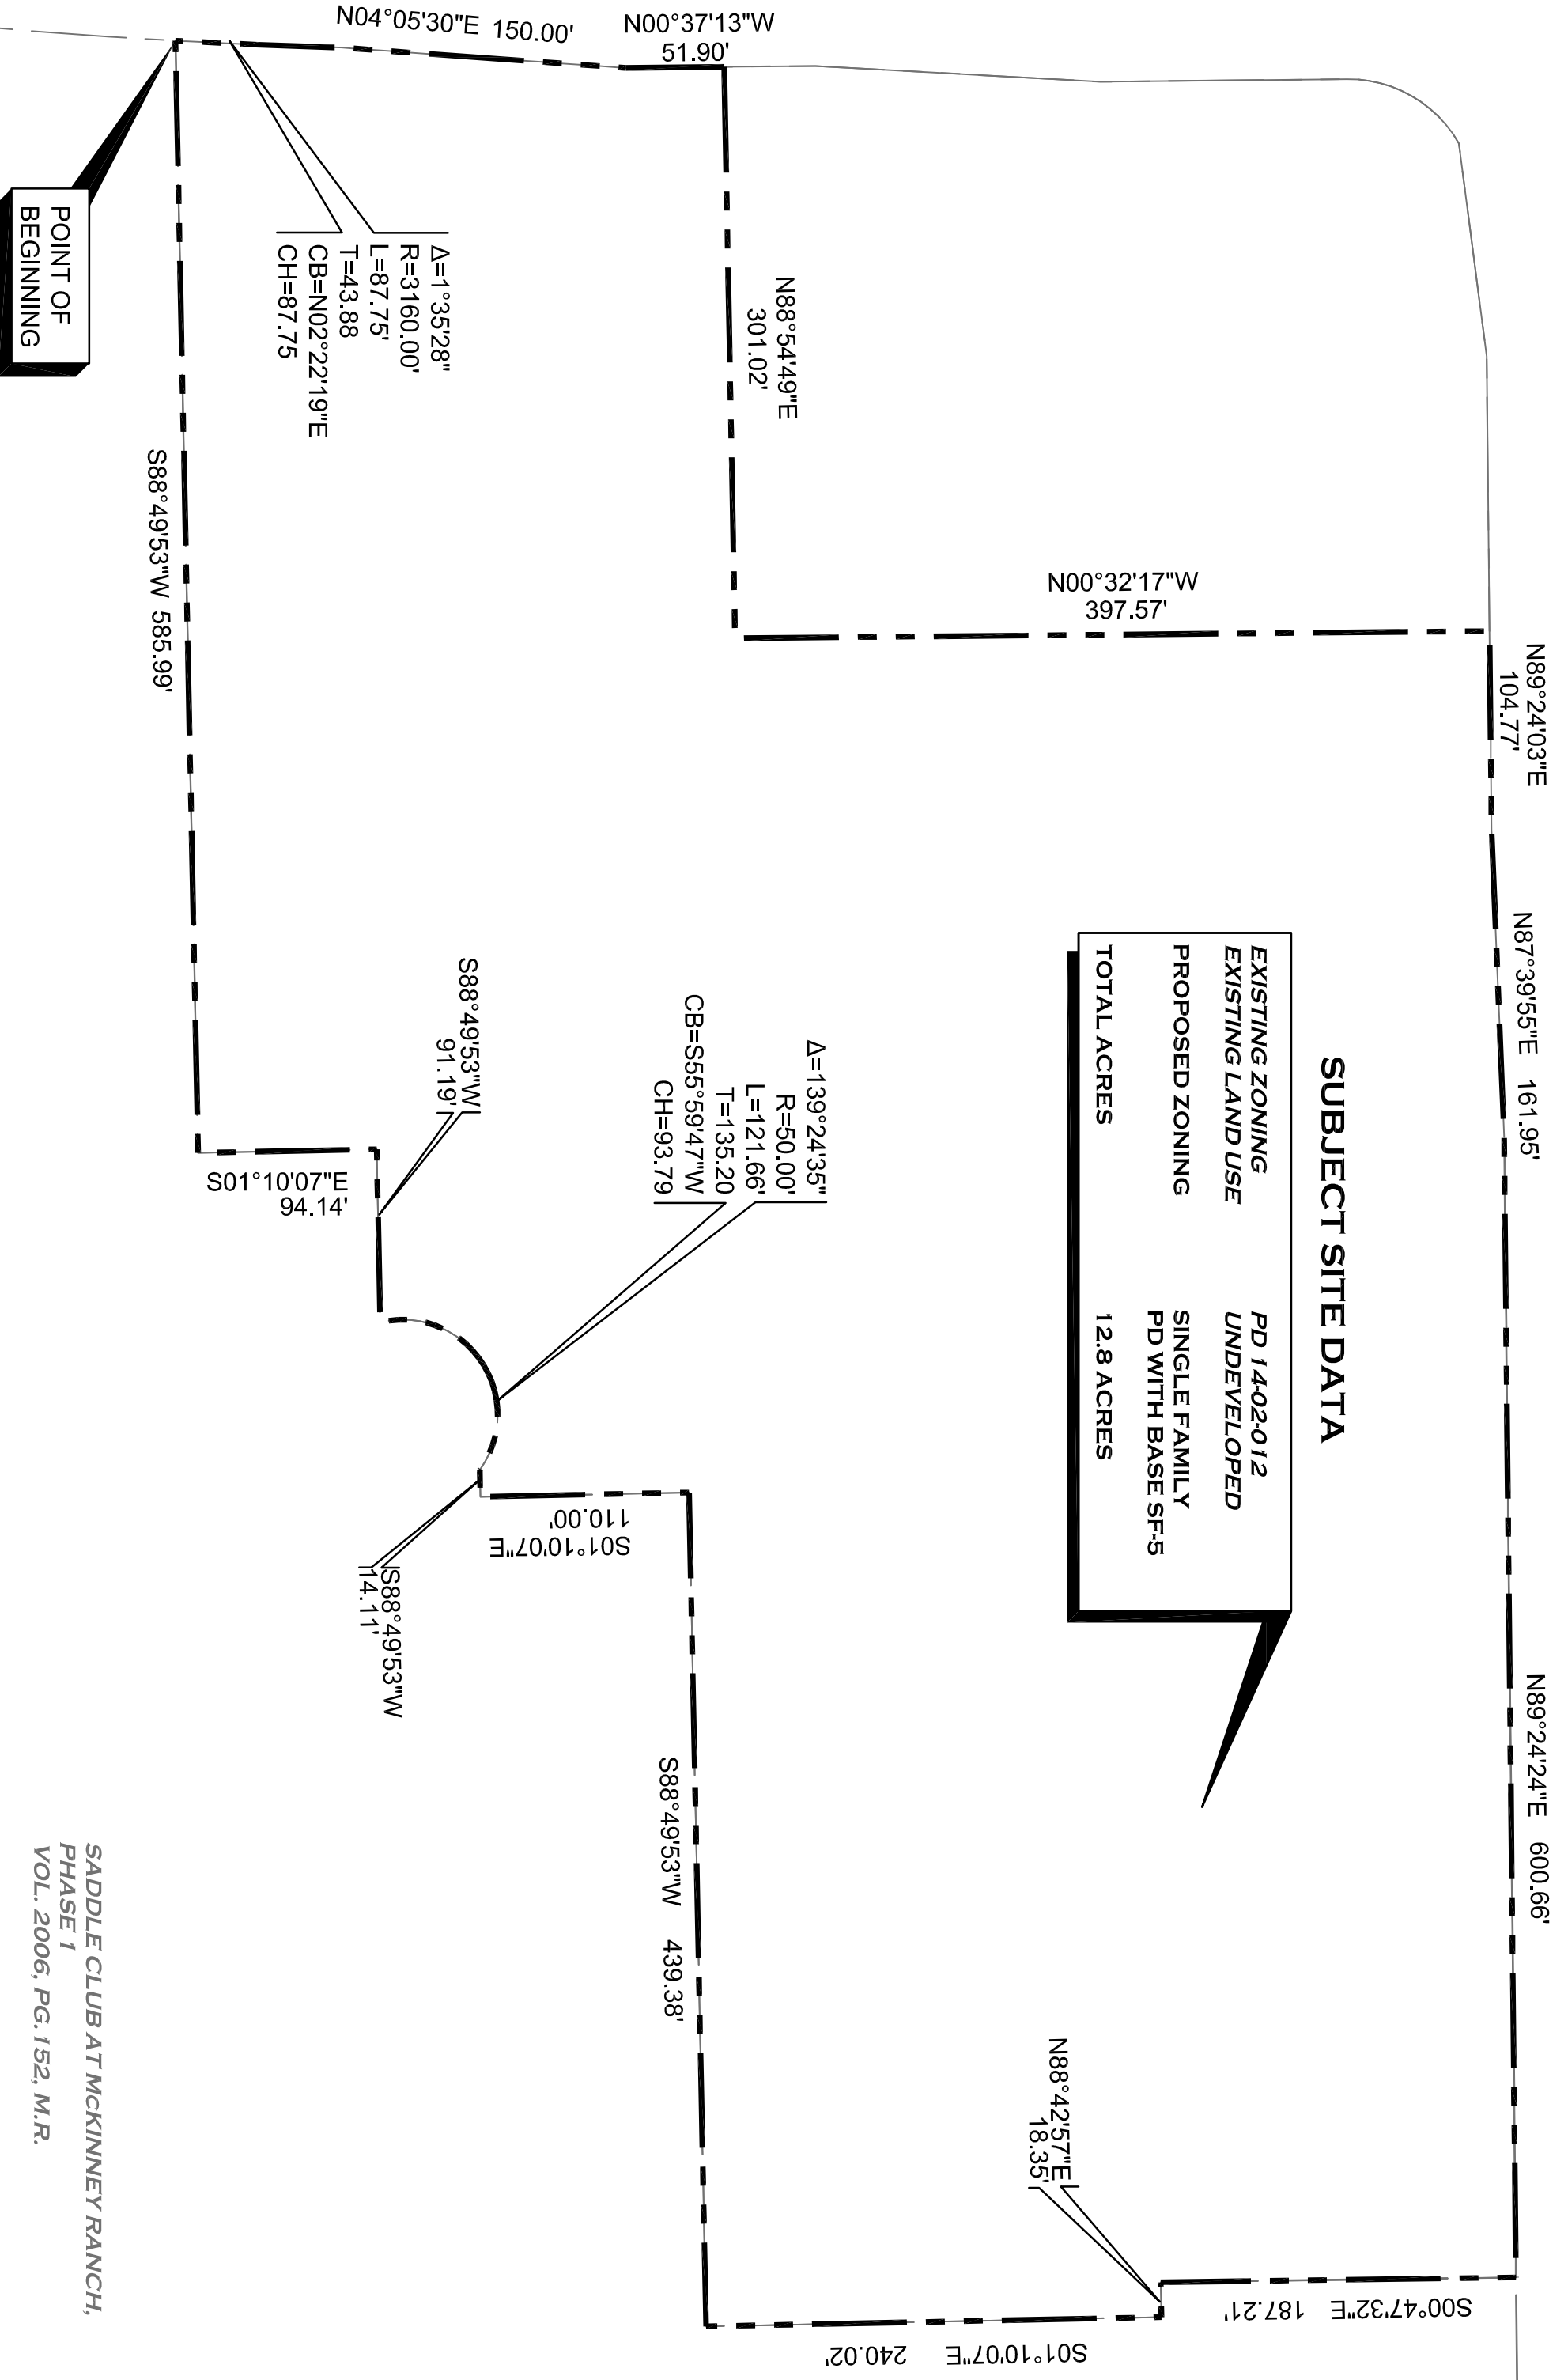 N04°05'30"E 150.00'
N00°37'13"W
51.90'
POINT OF
BEGINNING
Δ=1°35'28"
R=3160.00'
L=87.75'
T=43.88
CB=N02°22'19"E
CH=87.75
N88°54'49"E
301.02'
S88°49'53"W 585.99'
N00°32'17"W
397.57'
N89°24'03"E
104.77'
N87°39'55"E 161.95'
SUBJECT SITE DATA
EXISTING ZONING PD 14-02-012
EXISTING LAND USE UNDEVELOPED
PROPOSED ZONING SINGLE FAMILY
PD WITH BASE SF-5
TOTAL ACRES 12.8 ACRES
S88°49'53"W
91.19'
Δ=139°24'35"
R=50.00'
L=121.66'
T=135.20
CB=S55°59'47"W
CH=93.79
S01°10'07"E
94.14'
S01°10'07"E
110.00'
S88°49'53"W
14.11'
N89°24'24"E 600.66'
S88°49'53"W 439.38'
N88°42'57"E
18.35'
S00°47'32"E 187.21'
S01°10'07"E 240.02'
SADDLE CLUB AT McKINNEY RANCH,
PHASE 1
VOL. 2006, PG.152, M.R.